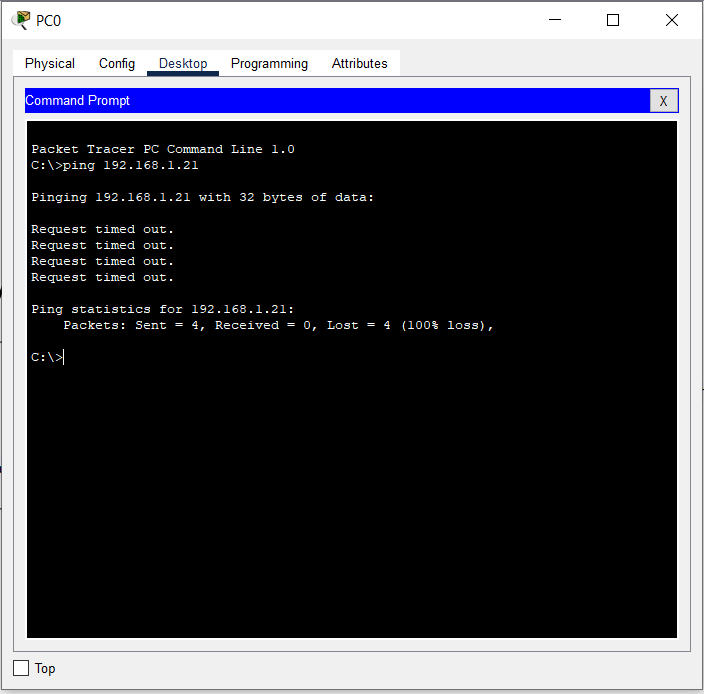 PC0
Physical Config Desktop Programming Attributes
Command Prompt
X
Packet Tracer PC Command Line 1.0
C:\>ping 192.168.1.21
Pinging 192.168.1.21 with 32 bytes of data:
Request timed out.
Request timed out.
Request timed out.
Request timed out.
Ping statistics for 192.168.1.21:
Packets: Sent = 4, Received = 0, Lost = 4 (100% loss),
C:\>
Top